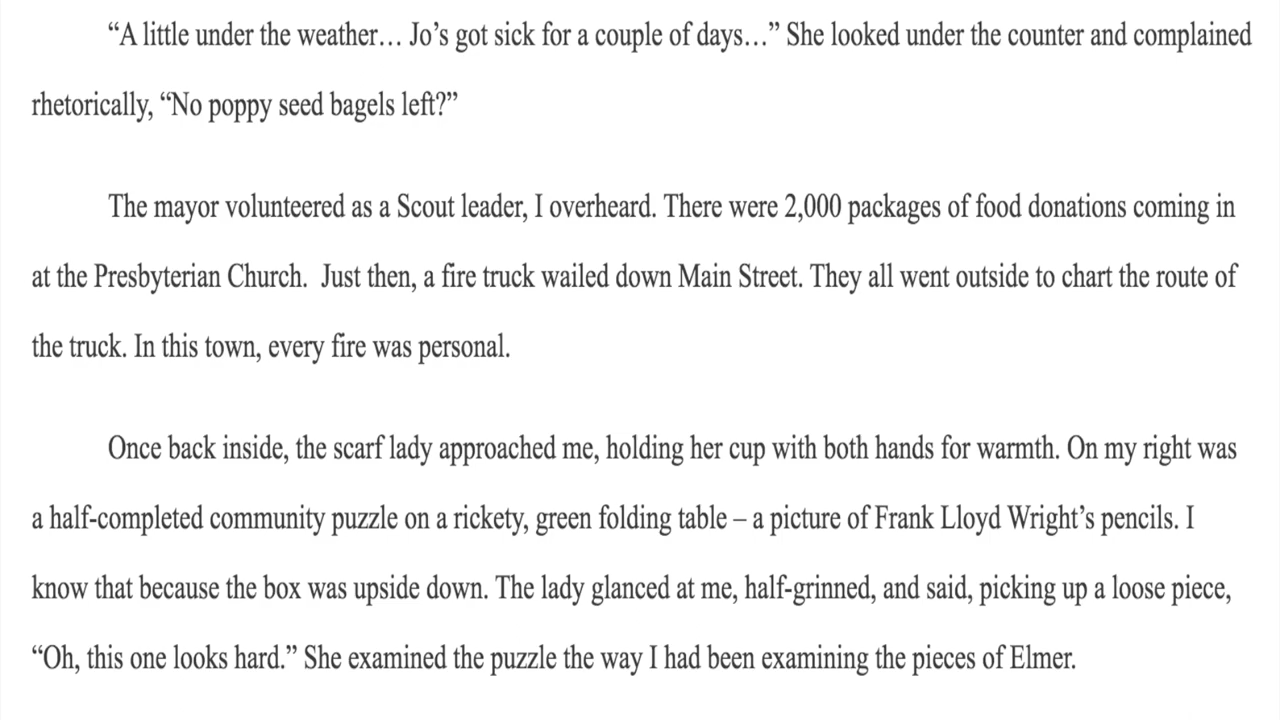 “A little under the weather… Jo’s got sick for a couple of days…” She looked under the counter and complained
rhetorically, “No poppy seed bagels left?”
The mayor volunteered as a Scout leader, I overheard. There were 2,000 packages of food donations coming in
at the Presbyterian Church.  Just then, a fire truck wailed down Main Street. They all went outside to chart the route of
the truck. In this town, every fire was personal.
Once back inside, the scarf lady approached me, holding her cup with both hands for warmth. On my right was
a half-completed community puzzle on a rickety, green folding table – a picture of Frank Lloyd Wright’s pencils. I
know that because the box was upside down. The lady glanced at me, half-grinned, and said, picking up a loose piece,
“Oh, this one looks hard.” She examined the puzzle the way I had been examining the pieces of Elmer.